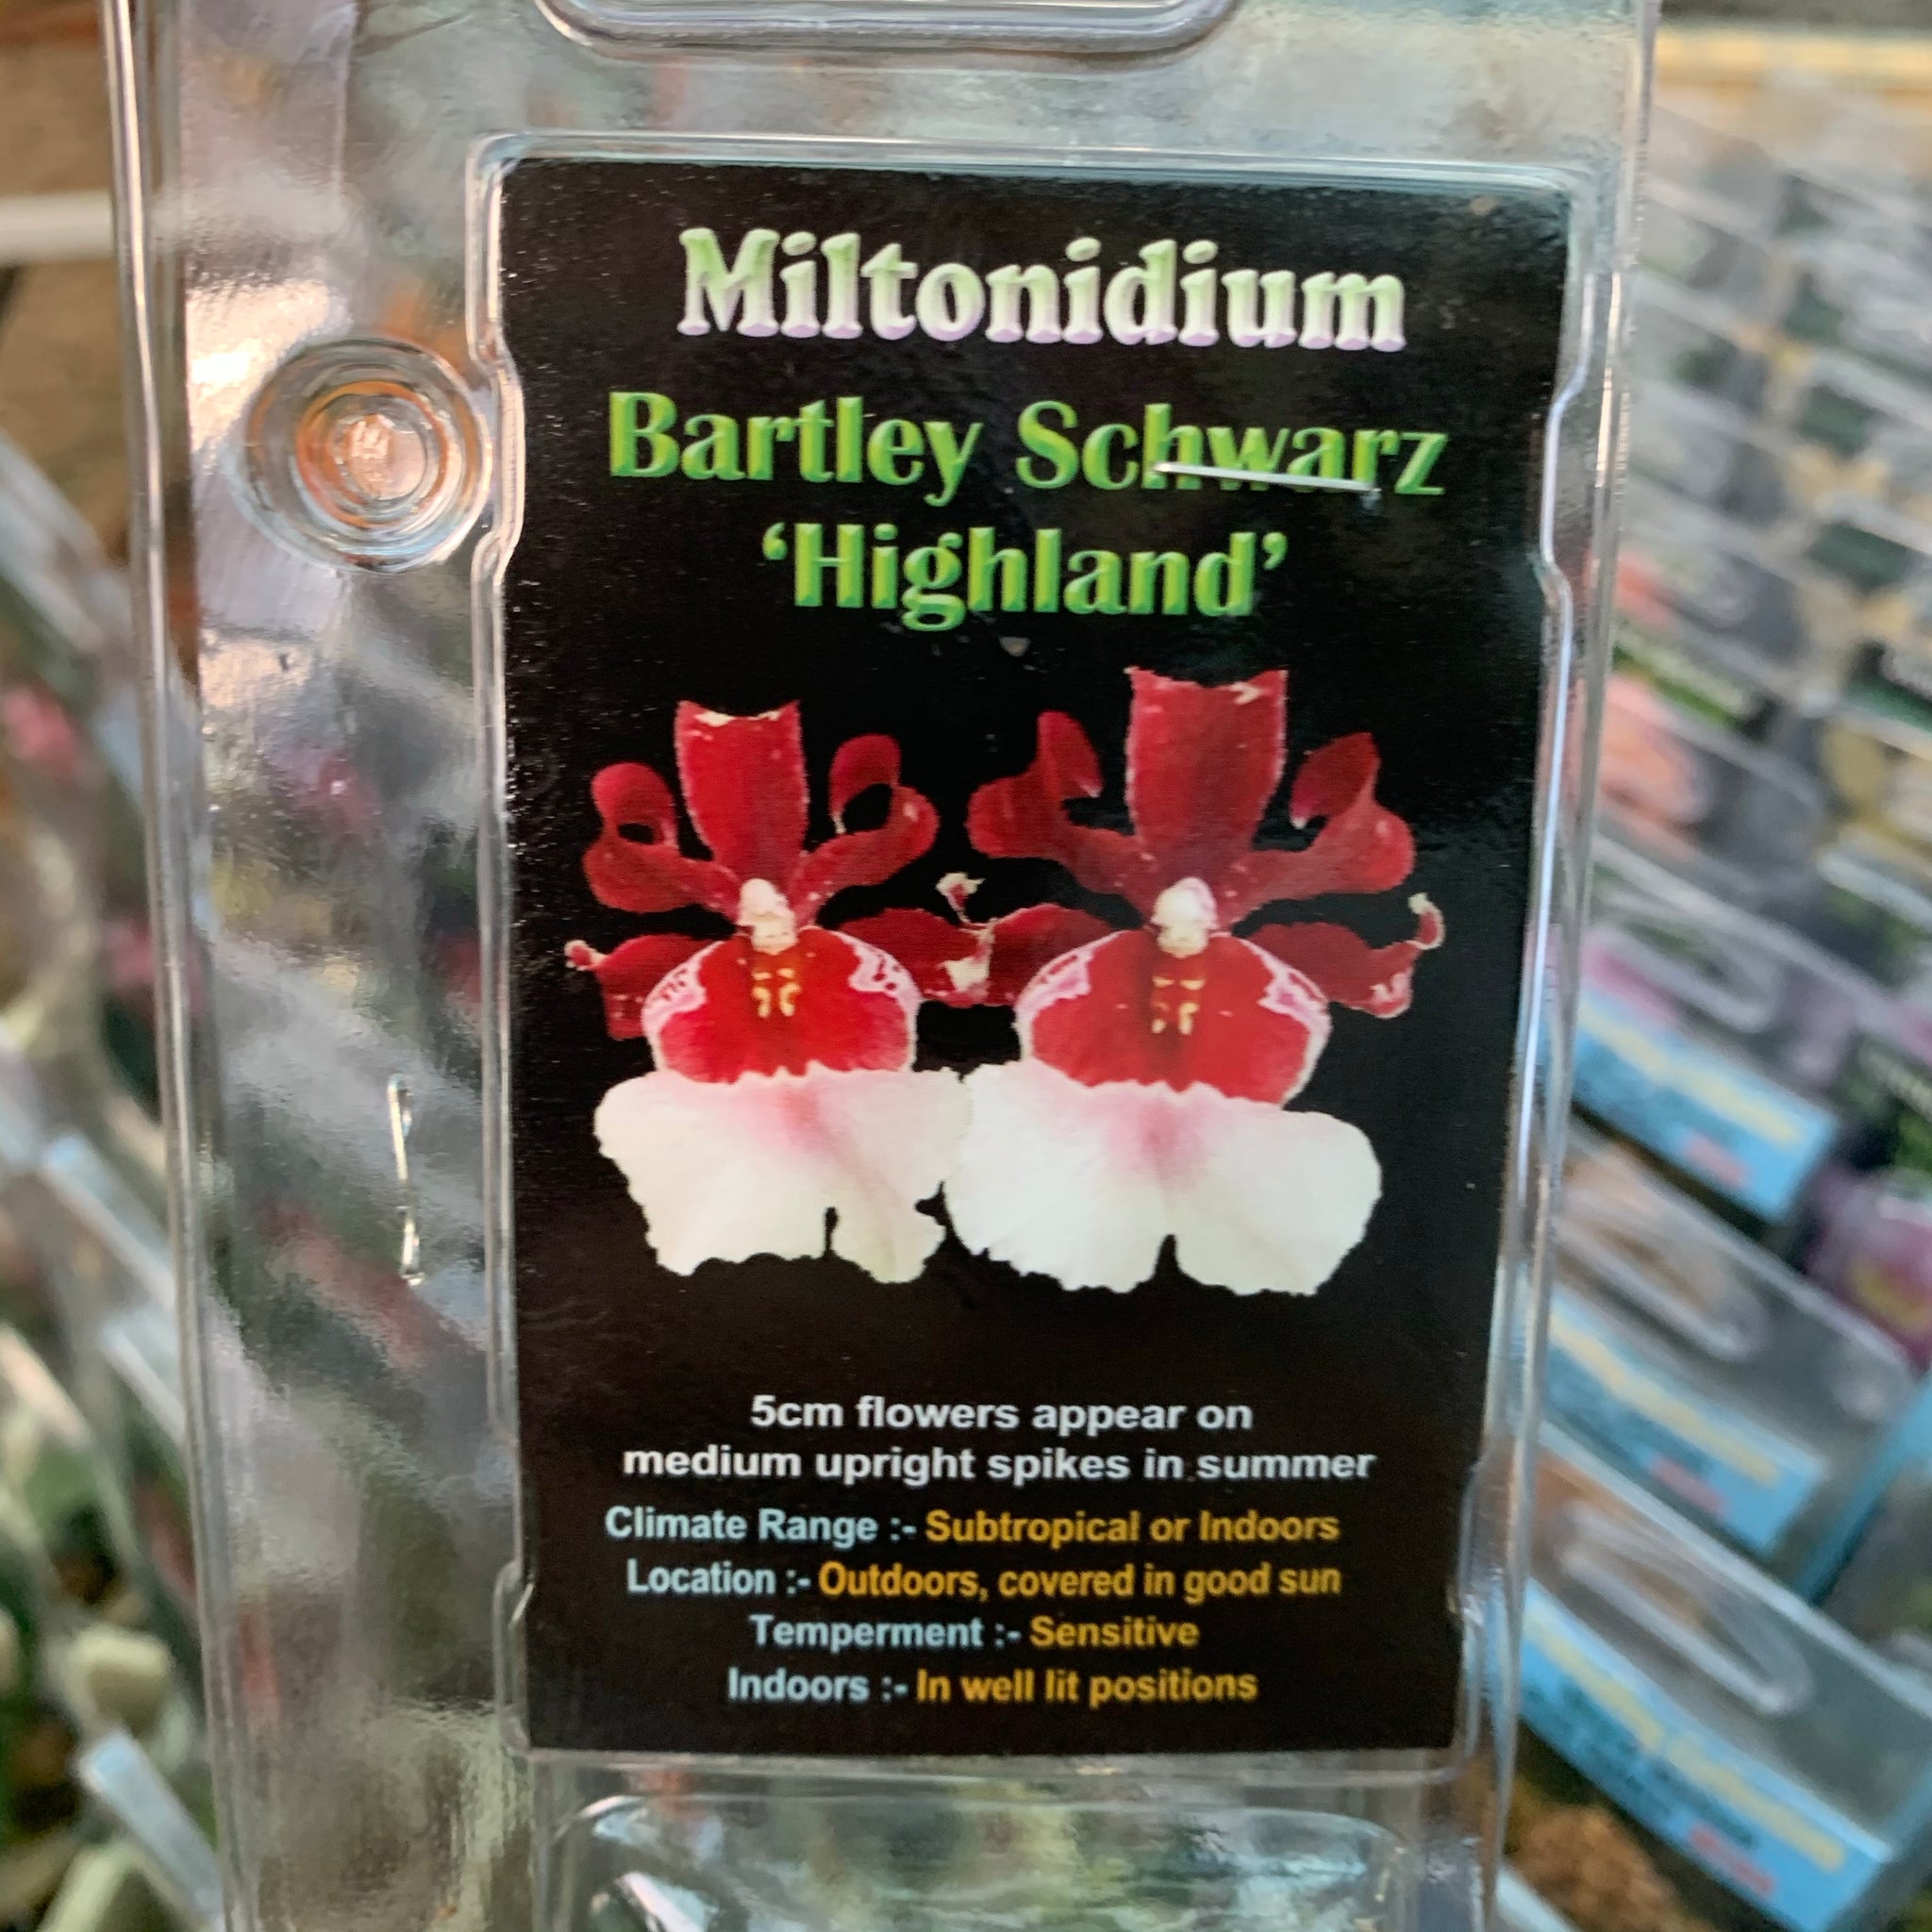 Miltonidium
Bartley Schwarz
‘Highland’
5cm flowers appear on
medium upright spikes in summer
Climate Range :- Subtropical or Indoors
Location :- Outdoors, covered in good sun
Temperment :- Sensitive
Indoors :- In well lit positions